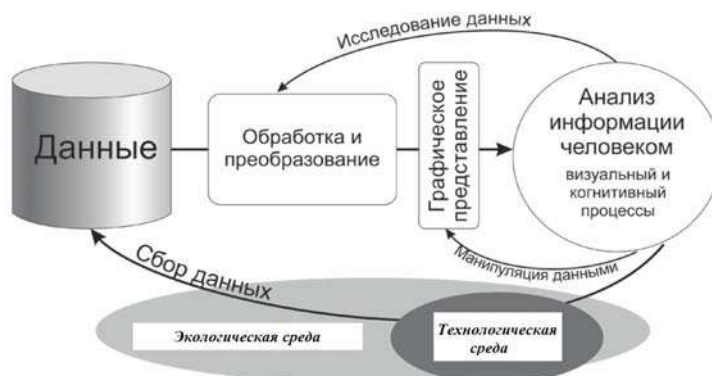 Исследование данных
Данные
Обработка и
преобразование
Графическое
представление
Анализ
информации
человеком
визуальный и
когнитивный
процессы
Манипуляция данными
Сбор данных
Экологическая среда
Технологическая
среда